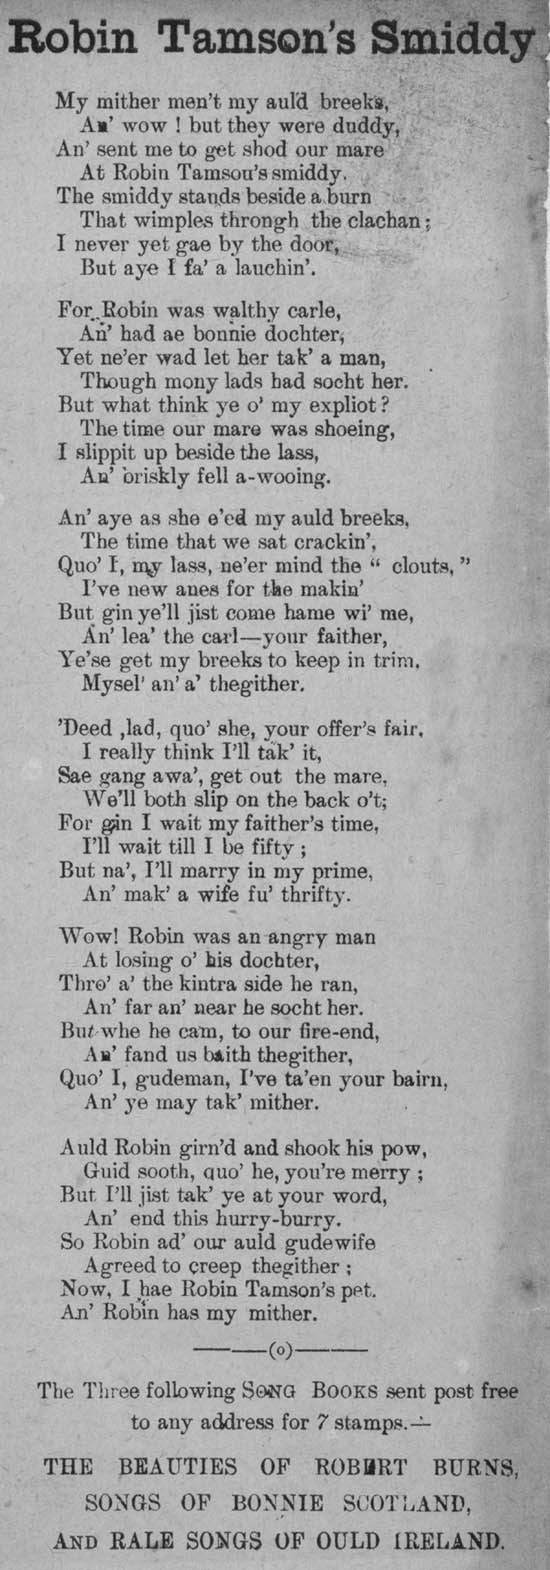 Robin Tamson's Smiddy
My mither men't my auld breeks,
An' wow ! but they were duddy,
An' sent me to get shod our mare
At Robin Tamson's smiddy.
The smiddy stands beside a burn
That wimples through the clachan ;
I never yet gae by the door,
But aye I fa' a lauchin'.
For Robin was walthy carle,
An' had ae bonnie dochter,
Yet ne'er wad let her tak' a man,
Though mony lads had socht her.
But what think ye o' my expliot ?
The time our mare was shoeing,
I slippit up beside the lass,
An' briskly fell a-wooing.
An' aye as she e'ed my auld breeks,
The time that we sat crackin',
Quo' I, my lass, ne'er mind the " clouts, "
I've new anes for the makin'
But gin ye'll jist come hame wi' me,
An' lea' the carl—your faither,
Ye'se get my breeks to keep in trim,
Mysel' an' a' thegither.
'Deed ,lad, quo' she, your offer's fair,
I really think I'll tak' it,
Sae gang awa', get out the mare,
We'll both slip on the back o't;
For gin I wait my faither's time,
I'll wait till I be fifty ;
But na', I'll marry in my prime,
An' mak' a wife fu' thrifty.
Wow! Robin was an angry man
At losing o' his dochter,
Thro' a' the kintra side he ran,
An' far an' near he socht her.
But whe he cam, to our fire-end,
An' fand us baith thegither,
Quo' I, gudeman, I've ta'en your bairn,
An' ye may tak' mither.
Auld Robin girn'd and shook his pow,
Guid sooth, quo' he, you're merry ;
But I'll jist tak' ye at your word,
An' end this hurry-burry.
So Robin ad' our auld gudewife
Agreed to creep thegither ;
Now, I hae Robin Tamson's pet.
An' Robin has my mither.
———(o)———
The Three following SONG BOOKS sent post free
to any address for 7 stamps.—
THE BEAUTIES OF ROBERT BURNS,
SONGS OF BONNIE SCOTLAND,
AND RALE SONGS OF OULD IRELAND.